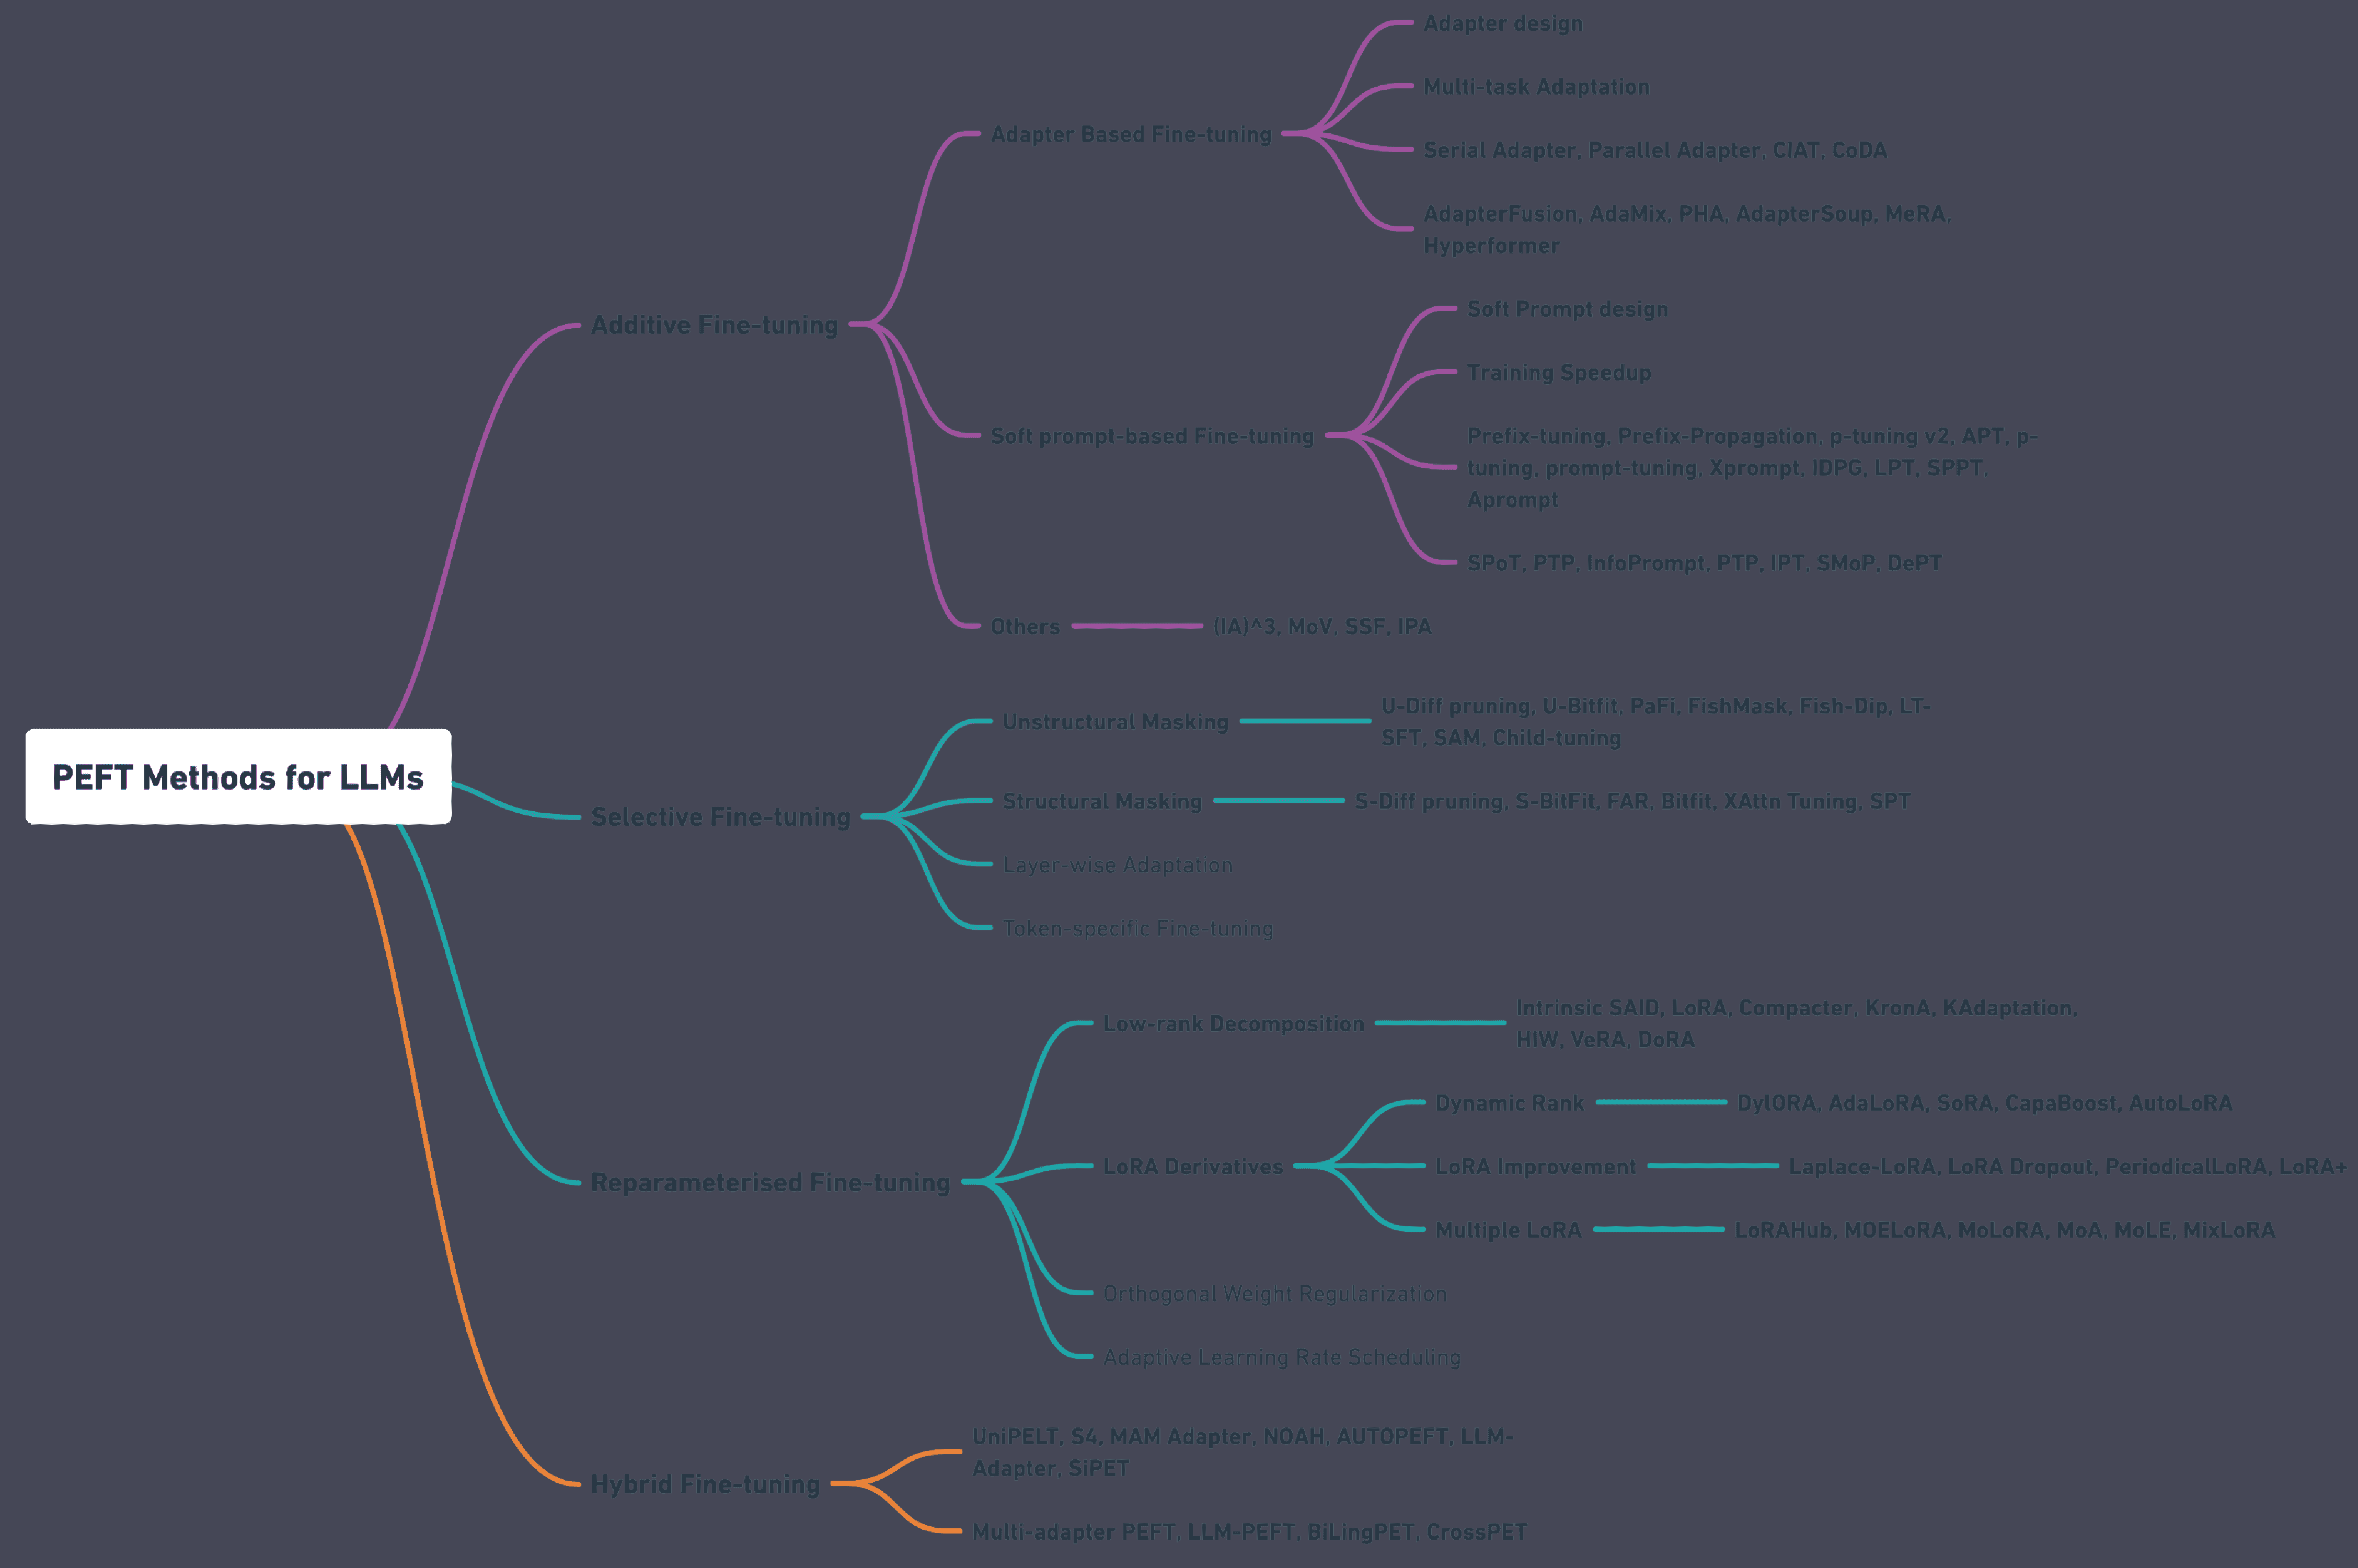 PEFT Methods for LLMs
Additive Fine-tuning
Adapter Based Fine-tuning
Adapter design
Multi-task Adaptation
Serial Adapter, Parallel Adapter, CIAT, CoDA
AdapterFusion, AdaMix, PHA, AdapterSoup, MeRA,
Hyperformer
Soft prompt-based Fine-tuning
Soft Prompt design
Training Speedup
Prefix-tuning, Prefix-Propagation, p-tuning v2, APT, p-
tuning, prompt-tuning, Xprompt, IDPG, LPT, SPPT,
Aprompt
SPoT, PTP, InfoPrompt, PTP, IPT, SMoP, DePT
Others
(IA)^3, MoV, SSF, IPA
Selective Fine-tuning
Unstructural Masking
U-Diff pruning, U-Bitfit, PaFi, FishMask, Fish-Dip, LT-
SFT, SAM, Child-tuning
Structural Masking
S-Diff pruning, S-BitFit, FAR, Bitfit, XAttn Tuning, SPT
Layer-wise Adaptation
Token-specific Fine-tuning
Reparameterised Fine-tuning
Low-rank Decomposition
Intrinsic SAID, LoRA, Compacter, KronA, KAdaptation,
HIW, VeRA, DoRA
LoRA Derivatives
Dynamic Rank
DylORA, AdaLoRA, SoRA, CapaBoost, AutoLoRA
LoRA Improvement
Laplace-LoRA, LoRA Dropout, PeriodicalLoRA, LoRA+
Multiple LoRA
LoRAHub, MOELoRA, MoLoRA, MoA, MoLE, MixLoRA
Orthogonal Weight Regularization
Adaptive Learning Rate Scheduling
Hybrid Fine-tuning
UniPELT, S4, MAM Adapter, NOAH, AUTOPEFT, LLM-
Adapter, SiPET
Multi-adapter PEFT, LLM-PEFT, BiLingPET, CrossPET